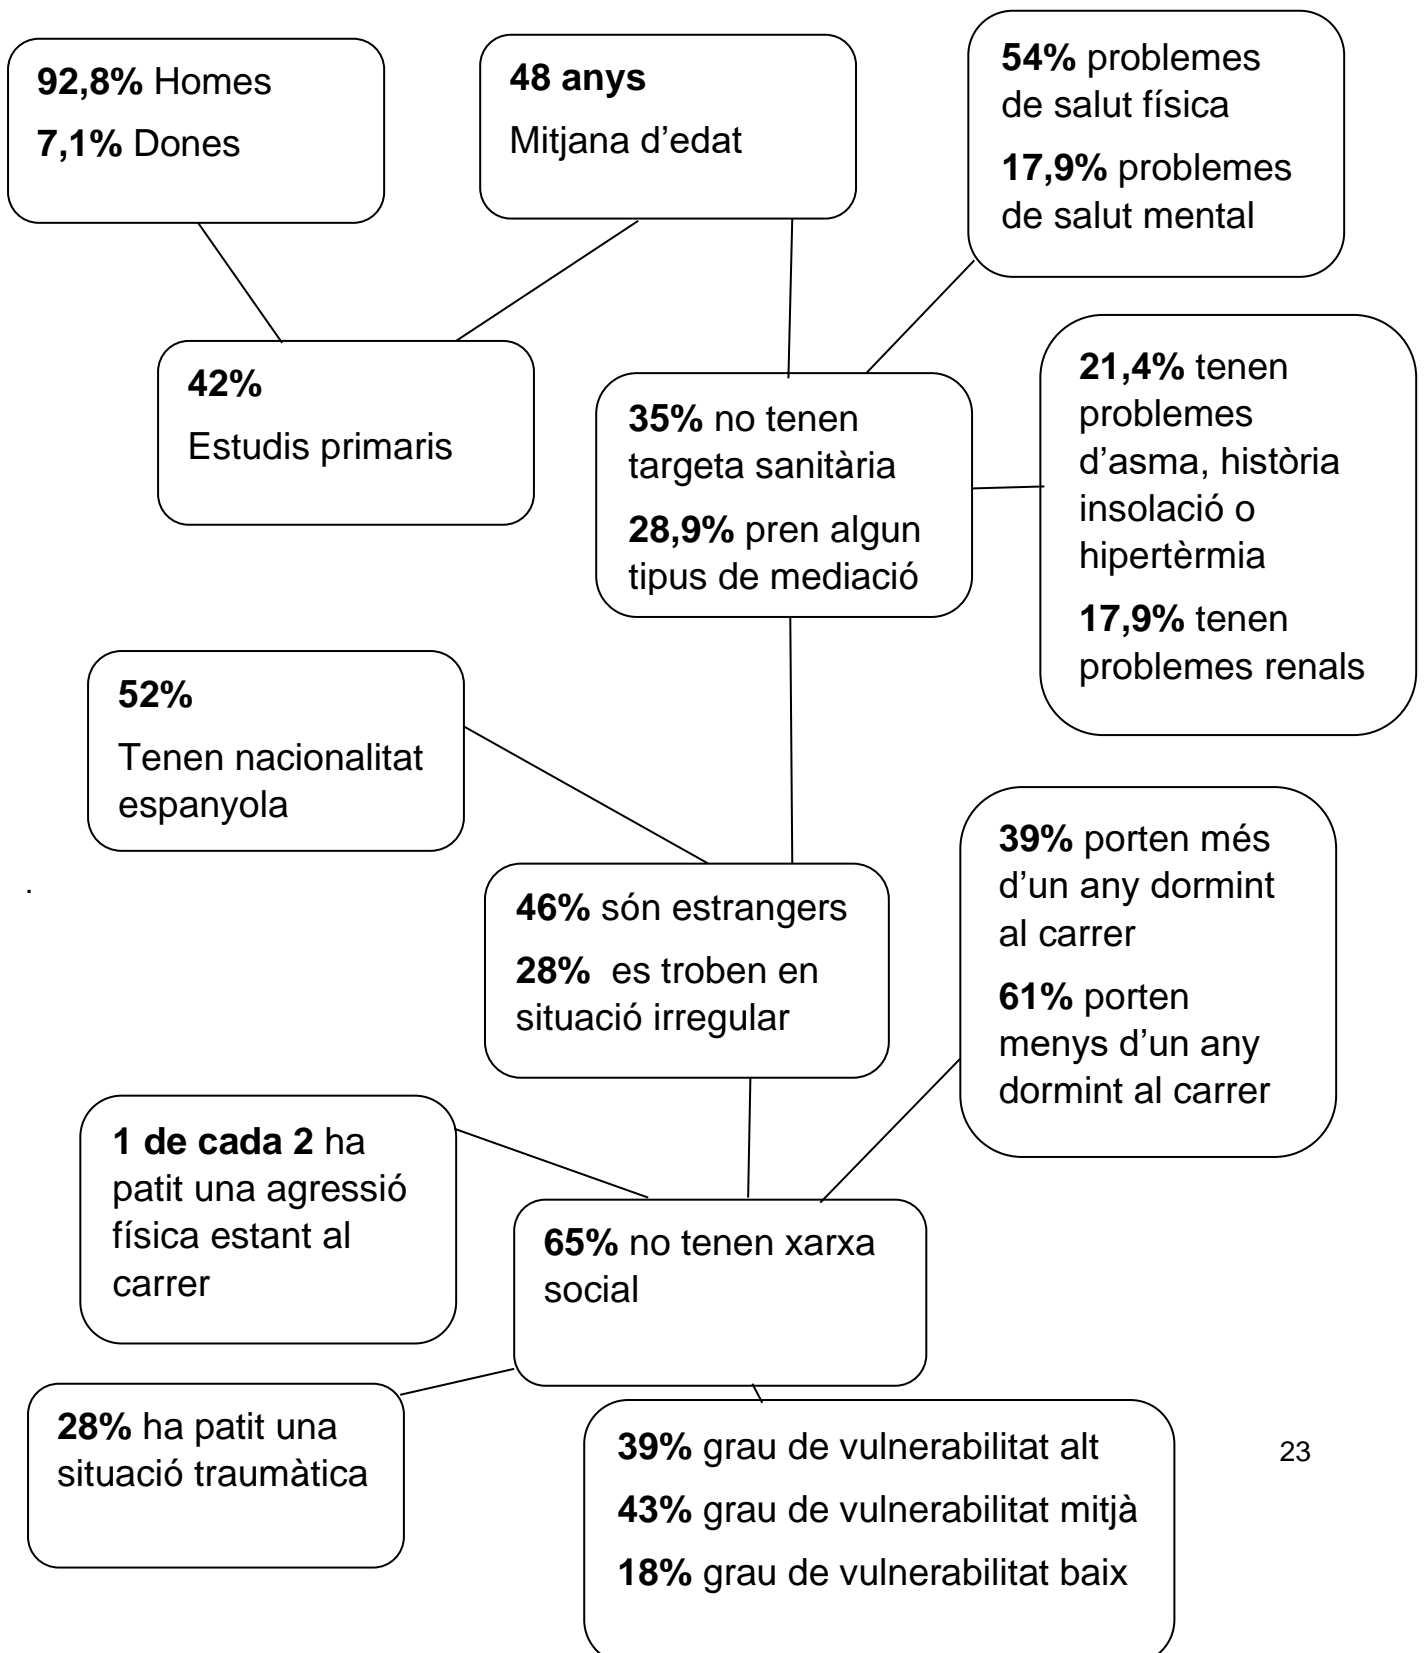 92,8% Homes
7,1% Dones
48 anys
Mitjana d’edat
54% problemes
de salut física
17,9% problemes
de salut mental
42%
Estudis primaris
35% no tenen
targeta sanitària
28,9% pren algun
tipus de mediació
21,4% tenen
problemes
d’asma, història
insolació o
hipertèrmia
17,9% tenen
problemes renals
52%
Tenen nacionalitat
espanyola
.
46% són estrangers
28% es troben en
situació irregular
39% porten més
d’un any dormint
al carrer
61% porten
menys d’un any
dormint al carrer
1 de cada 2 ha
patit una agressió
física estant al
carrer
65% no tenen xarxa
social
28% ha patit una
situació traumàtica
39% grau de vulnerabilitat alt
43% grau de vulnerabilitat mitjà
18% grau de vulnerabilitat baix
23